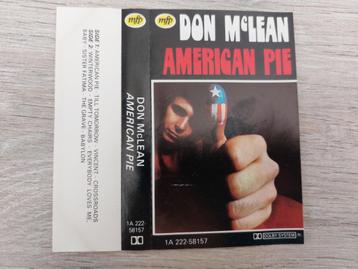 SIDE 1: AMERICAN PIE · TILL TOMORROW · VINCENT · CROSSROADS
SIDE 2: WINTERWOOD · EMPTY CHAIRS · EVERYBODY LOVES ME,
BABY · SISTER FATIMA · THE GRAVE · BABYLON
mfp
DON McLEAN
AMERICAN PIE
1A 222-
58157
mfp
DON McLEAN
AMERICAN PIE
1A 222-58157
DOLBY SYSTEM